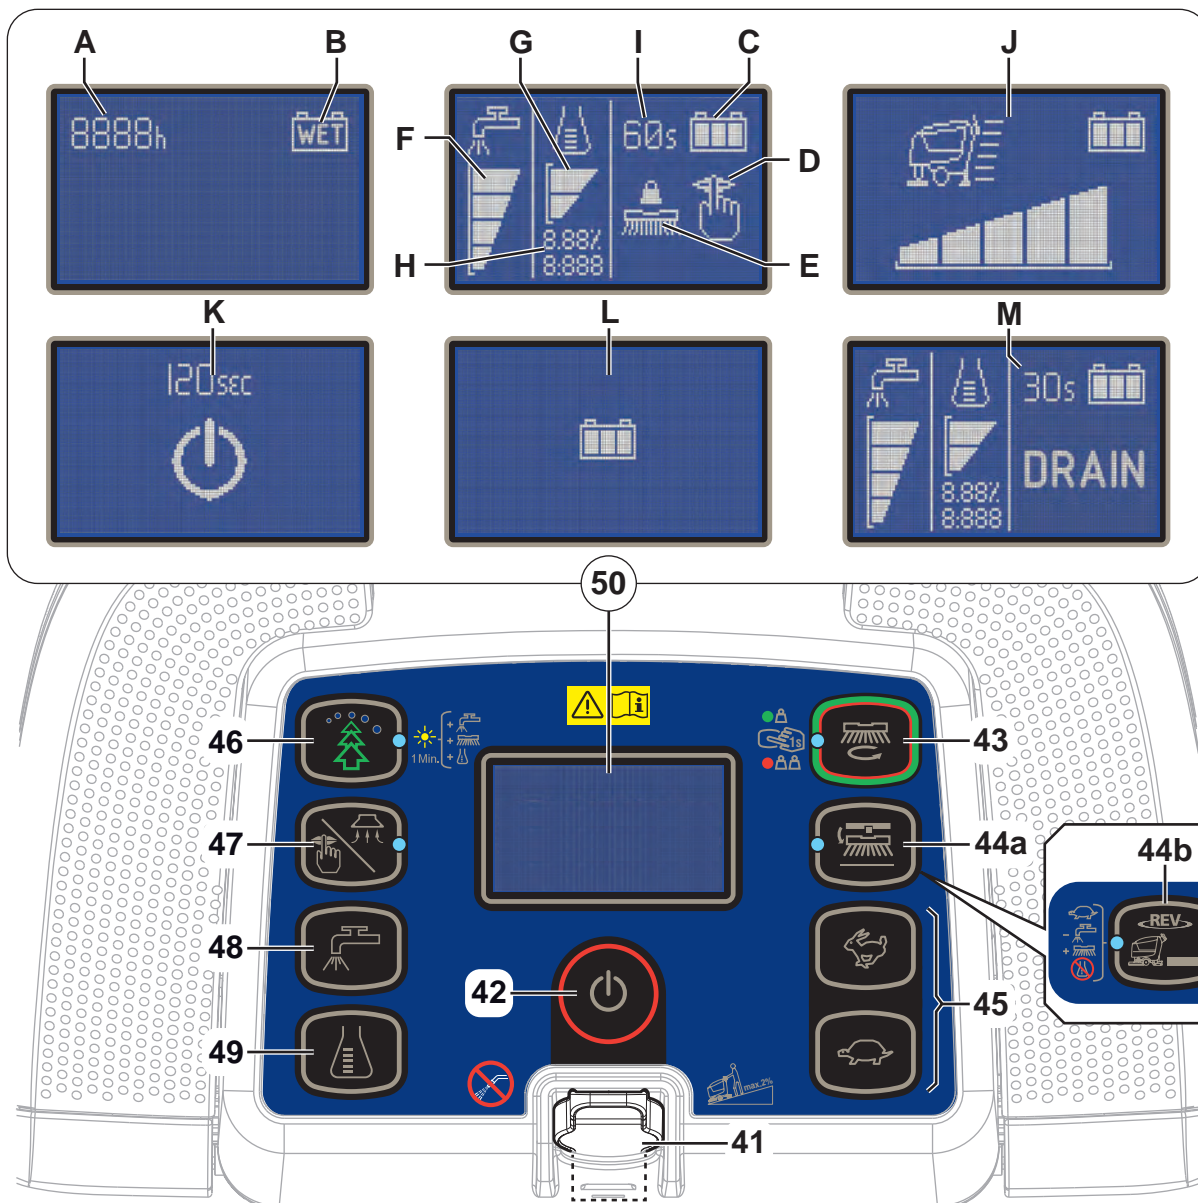 A B G I C J
8888h WET
60s
F
D
H 8.88%
8:888
E
K L M
120SEC
30s
DRAIN
8.88%
8:888
50
46 43
1s
1 Min.
+
+
+
47 44a 44b
REV
-
+
48
42 45
49
max.2%
41
i